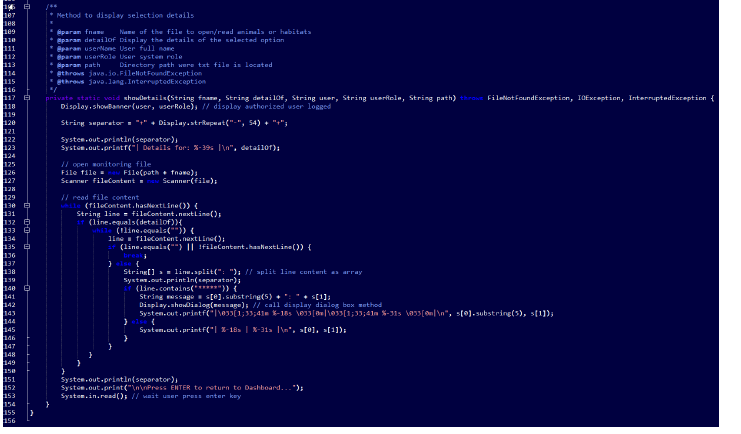 106 /**
107 * Method to display selection details
108 *
109 * @param fname Name of the file to open/read animals or habitats
110 * @param detailOf Display the details of the selected option
111 * @param userName User full name
112 * @param userRole User system role
113 * @param path Directory path were txt file is located
114 * @throws java.io.FileNotFoundException
115 * @throws java.lang.InterruptedException
116 */
117 private static void showDetails(String fname, String detailOf, String user, String userRole, String path) throws FileNotFoundException, IOException, InterruptedException {
118 Display.showBanner(user, userRole); // display authorized user logged
119
120 String separator = "+" + Display.strRepeat("-", 54) + "+";
121
122 System.out.println(separator);
123 System.out.printf("| Details for: %-39s |\n", detailOf);
124
125 // open monitoring file
126 File file = new File(path + fname);
127 Scanner fileContent = new Scanner(file);
128
129 // read file content
130 while (fileContent.hasNextLine()) {
131 String line = fileContent.nextLine();
132 if (line.equals(detailOf)){
133 while (!line.equals("")) {
134 line = fileContent.nextLine();
135 if (line.equals("") || !fileContent.hasNextLine()) {
136 break;
137 } else {
138 String[] s = line.split(": "); // split line content as array
139 System.out.println(separator);
140 if (line.contains("*****")) {
141 String message = s[0].substring(5) + ": " + s[1];
142 Display.showDialog(message); // call display dialog box method
143 System.out.printf("|\033[1;33;41m %-18s \033[0m|\033[1;33;41m %-31s \033[0m|\n", s[0].substring(5), s[1]);
144 } else {
145 System.out.printf("| %-18s | %-31s |\n", s[0], s[1]);
146 }
147 }
148 }
149 }
150 }
151 System.out.println(separator);
152 System.out.print("\n\nPress ENTER to return to Dashboard...");
153 System.in.read(); // wait user press enter key
154 }
155 }
156